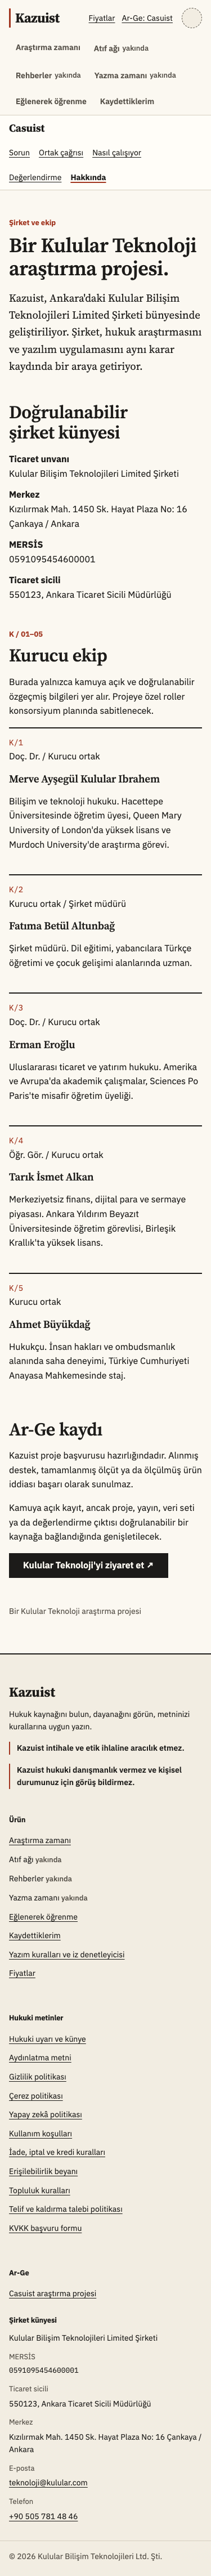 Kazuist
Fiyatlar Ar-Ge: Casuist
Araştırma zamanı Atıf ağı yakında
Rehberler yakında Yazma zamanı yakında
Eğlenerek öğrenme Kaydettiklerim
Casuist
Sorun Ortak çağrısı Nasıl çalışıyor
Değerlendirme Hakkında
Şirket ve ekip
Bir Kulular Teknoloji
araştırma projesi.
Kazuist, Ankara'daki Kulular Bilişim
Teknolojileri Limited Şirketi bünyesinde
geliştiriliyor. Şirket, hukuk araştırmasını
ve yazılım uygulamasını aynı karar
kaydında bir araya getiriyor.
Doğrulanabilir
şirket künyesi
Ticaret unvanı
Kulular Bilişim Teknolojileri Limited Şirketi
Merkez
Kızılırmak Mah. 1450 Sk. Hayat Plaza No: 16
Çankaya / Ankara
MERSİS
0591095454600001
Ticaret sicili
550123, Ankara Ticaret Sicili Müdürlüğü
K / 01–05
Kurucu ekip
Burada yalnızca kamuya açık ve doğrulanabilir
özgeçmiş bilgileri yer alır. Projeye özel roller
konsorsiyum planında sabitlenecek.
K/1
Doç. Dr. / Kurucu ortak
Merve Ayşegül Kulular Ibrahem
Bilişim ve teknoloji hukuku. Hacettepe
Üniversitesinde öğretim üyesi, Queen Mary
University of London'da yüksek lisans ve
Murdoch University'de araştırma görevi.
K/2
Kurucu ortak / Şirket müdürü
Fatıma Betül Altunbağ
Şirket müdürü. Dil eğitimi, yabancılara Türkçe
öğretimi ve çocuk gelişimi alanlarında uzman.
K/3
Doç. Dr. / Kurucu ortak
Erman Eroğlu
Uluslararası ticaret ve yatırım hukuku. Amerika
ve Avrupa'da akademik çalışmalar, Sciences Po
Paris'te misafir öğretim üyeliği.
K/4
Öğr. Gör. / Kurucu ortak
Tarık İsmet Alkan
Merkeziyetsiz finans, dijital para ve sermaye
piyasası. Ankara Yıldırım Beyazıt
Üniversitesinde öğretim görevlisi, Birleşik
Krallık'ta yüksek lisans.
K/5
Kurucu ortak
Ahmet Büyükdağ
Hukukçu. İnsan hakları ve ombudsmanlık
alanında saha deneyimi, Türkiye Cumhuriyeti
Anayasa Mahkemesinde staj.
Ar-Ge kaydı
Kazuist proje başvurusu hazırlığındadır. Alınmış
destek, tamamlanmış ölçüt ya da ölçülmüş ürün
iddiası başarı olarak sunulmaz.
Kamuya açık kayıt, ancak proje, yayın, veri seti
ya da değerlendirme çıktısı doğrulanabilir bir
kaynağa bağlandığında genişletilecek.
Kulular Teknoloji'yi ziyaret et ↗
Bir Kulular Teknoloji araştırma projesi
Kazuist
Hukuk kaynağını bulun, dayanağını görün, metninizi
kurallarına uygun yazın.
Kazuist intihale ve etik ihlaline aracılık etmez.
Kazuist hukuki danışmanlık vermez ve kişisel
durumunuz için görüş bildirmez.
Ürün
Araştırma zamanı
Atıf ağı yakında
Rehberler yakında
Yazma zamanı yakında
Eğlenerek öğrenme
Kaydettiklerim
Yazım kuralları ve iz denetleyicisi
Fiyatlar
Hukuki metinler
Hukuki uyarı ve künye
Aydınlatma metni
Gizlilik politikası
Çerez politikası
Yapay zekâ politikası
Kullanım koşulları
İade, iptal ve kredi kuralları
Erişilebilirlik beyanı
Topluluk kuralları
Telif ve kaldırma talebi politikası
KVKK başvuru formu
Ar-Ge
Casuist araştırma projesi
Şirket künyesi
Kulular Bilişim Teknolojileri Limited Şirketi
MERSİS
0591095454600001
Ticaret sicili
550123, Ankara Ticaret Sicili Müdürlüğü
Merkez
Kızılırmak Mah. 1450 Sk. Hayat Plaza No: 16 Çankaya /
Ankara
E-posta
teknoloji@kulular.com
Telefon
+90 505 781 48 46
© 2026 Kulular Bilişim Teknolojileri Ltd. Şti.